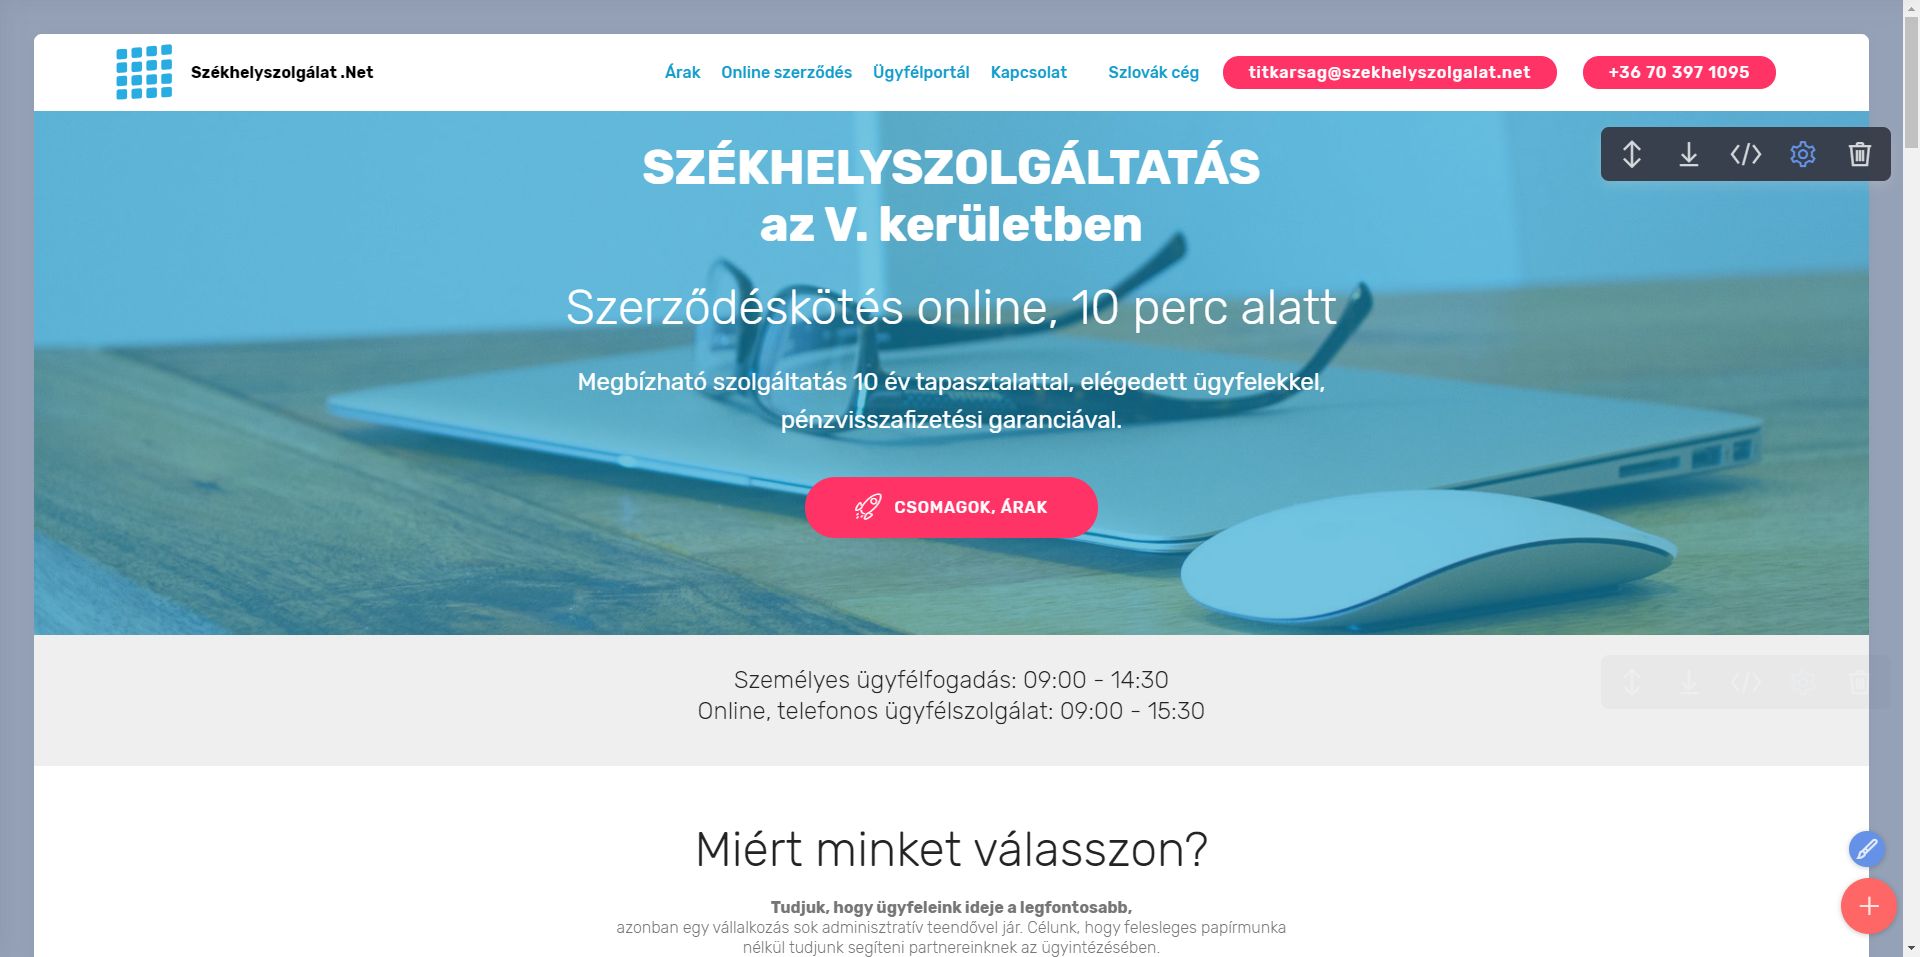 Székhelyszolgálat .Net
Árak
Online szerződés
Ügyfélportál
Kapcsolat
Szlovák cég
titkarsag@szekhelyszolgalat.net
+36 70 397 1095
SZÉKHELYSZOLGÁLTATÁS
az V. kerületben
Szerződéskötés online, 10 perc alatt
Megbízható szolgáltatás 10 év tapasztalattal, elégedett ügyfelekkel,
pénzvisszafizetési garanciával.
CSOMAGOK, ÁRAK
Személyes ügyfélfogadás: 09:00 - 14:30
Online, telefonos ügyfélszolgálat: 09:00 - 15:30
Miért minket válasszon?
Tudjuk, hogy ügyfeleink ideje a legfontosabb,
azonban egy vállalkozás sok adminisztratív teendővel jár. Célunk, hogy felesleges papírmunka
nélkül tudjunk segíteni partnereinknek az ügyintézésében.